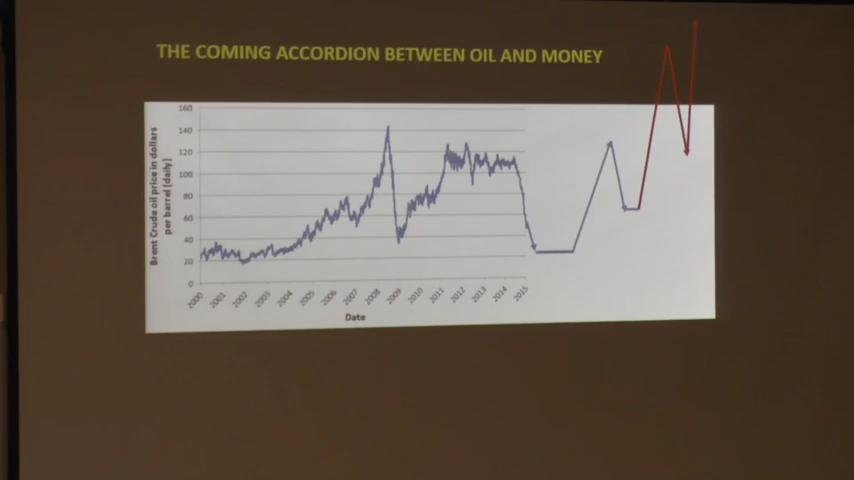 THE COMING ACCORDION BETWEEN OIL AND MONEY
160
140
120
100
80
60
40
20
0
Brent Crude oil price in dollars
per barrel (daily)
2000 2001 2002 2003 2004 2005 2006 2007 2008 2009 2010 2011 2012 2013 2014 2015
Date